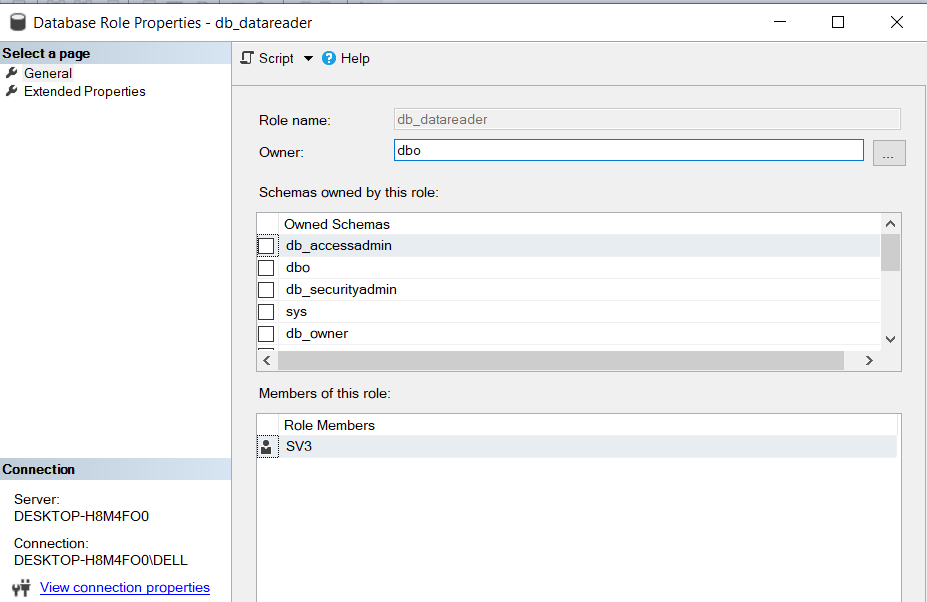 Database Role Properties - db_datareader
Select a page
General
Extended Properties
Script
Help
Role name:
db_datareader
Owner:
dbo
...
Schemas owned by this role:
Owned Schemas
db_accessadmin
dbo
db_securityadmin
sys
db_owner
Members of this role:
Role Members
SV3
Connection
Server:
DESKTOP-H8M4FO0
Connection:
DESKTOP-H8M4FO0\DELL
View connection properties